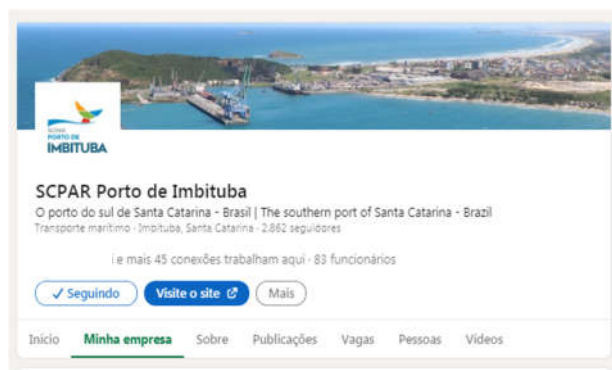 SCPAR
PORTO DE
IMBITUBA
SCPAR Porto de Imbituba
O porto do sul de Santa Catarina - Brasil | The southern port of Santa Catarina - Brazil
Transporte marítimo · Imbituba, Santa Catarina · 2.862 seguidores
i e mais 45 conexões trabalham aqui · 83 funcionários
✓ Seguindo Visite o site Mais
Início Minha empresa Sobre Publicações Vagas Pessoas Vídeos